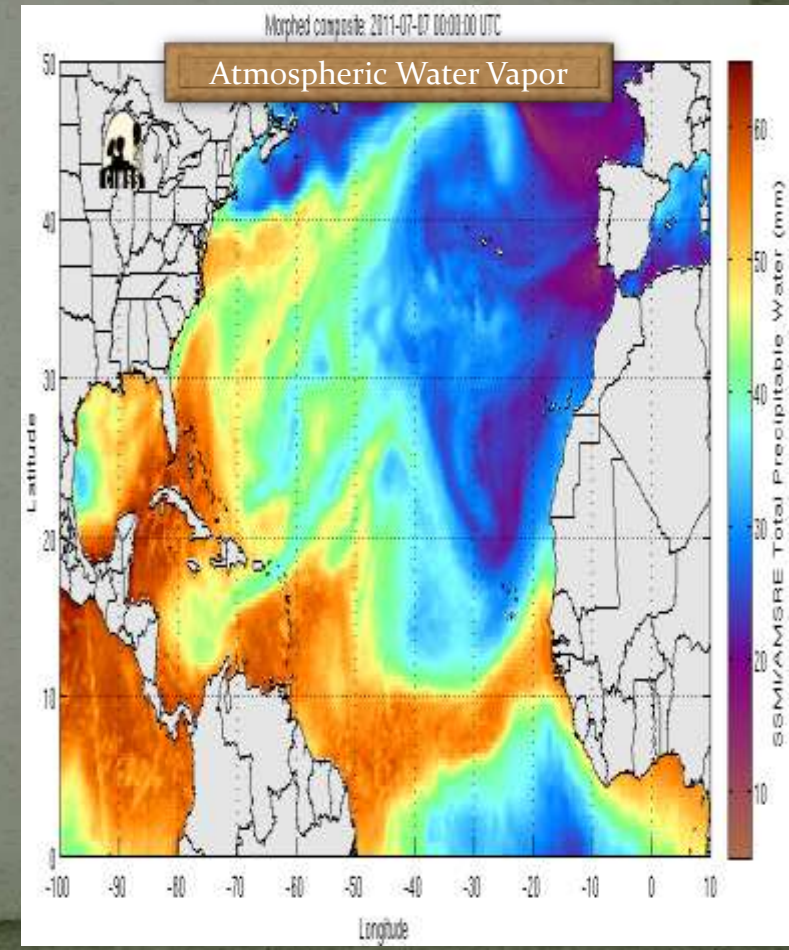 Morphed composite: 2011-07-07 00:00:00 UTC
Atmospheric Water Vapor
50
40
30
20
10
0
Latitude
-100 -90 -80 -70 -60 -50 -40 -30 -20 -10 0 10
Longitude
60
50
40
30
20
10
SSMI/AMSRE Total Precipitable Water (mm)
CIMSS